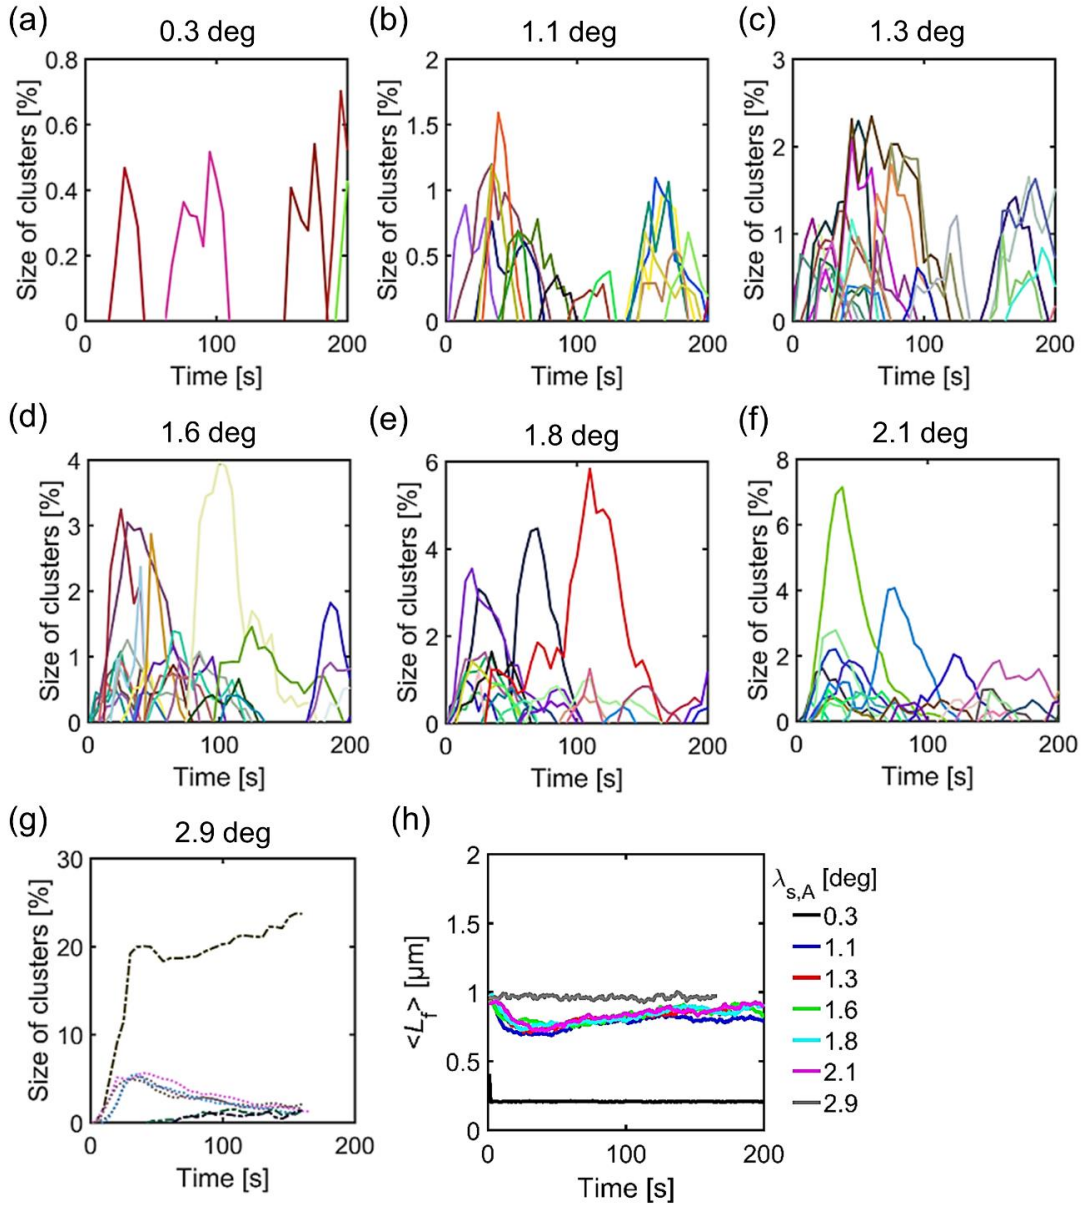 (a) 0.3 deg
Size of clusters [%]
0.8
0.6
0.4
0.2
0
0 100 200
Time [s]
(b) 1.1 deg
Size of clusters [%]
2
1.5
1
0.5
0
0 100 200
Time [s]
(c) 1.3 deg
Size of clusters [%]
3
2
1
0
0 100 200
Time [s]
(d) 1.6 deg
Size of clusters [%]
4
3
2
1
0
0 100 200
Time [s]
(e) 1.8 deg
Size of clusters [%]
6
4
2
0
0 100 200
Time [s]
(f) 2.1 deg
Size of clusters [%]
8
6
4
2
0
0 100 200
Time [s]
(g) 2.9 deg
Size of clusters [%]
30
20
10
0
0 100 200
Time [s]
(h)
<Lf> [μm]
2
1.5
1
0.5
0
0 100 200
Time [s]
λs,A [deg]
0.3
1.1
1.3
1.6
1.8
2.1
2.9